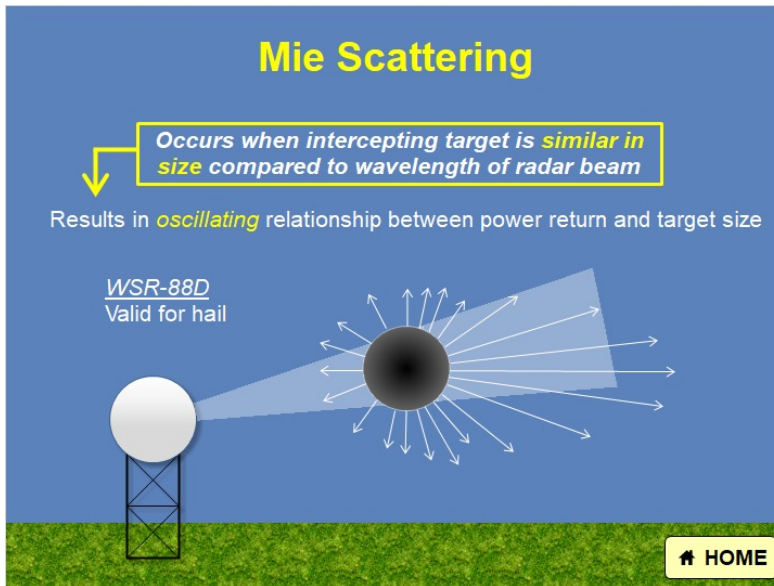 Mie Scattering
Occurs when intercepting target is similar in
size compared to wavelength of radar beam
Results in oscillating relationship between power return and target size
WSR-88D
Valid for hail
HOME